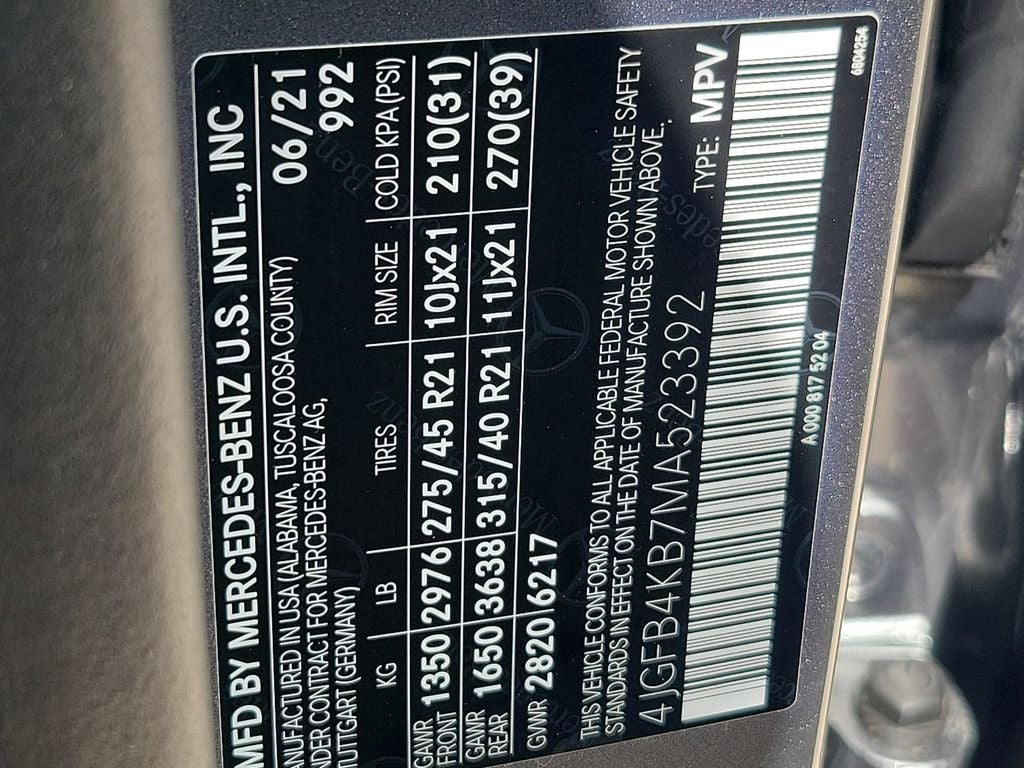 MFD BY MERCEDES-BENZ U.S. INTL., INC
MANUFACTURED IN USA (ALABAMA, TUSCALOOSA COUNTY) 06/21
UNDER CONTRACT FOR MERCEDES-BENZ AG, 992
STUTTGART (GERMANY)
KG LB TIRES RIM SIZE COLD KPA (PSI)
GAWR FRONT 1350 2976 275/45 R21 10Jx21 210(31)
GAWR REAR 1650 3638 315/40 R21 11Jx21 270(39)
GVWR 2820 6217
THIS VEHICLE CONFORMS TO ALL APPLICABLE FEDERAL MOTOR VEHICLE SAFETY
STANDARDS IN EFFECT ON THE DATE OF MANUFACTURE SHOWN ABOVE.
4JGFB4KB7MA523392 TYPE: MPV
A 000 817 52 04
6804254